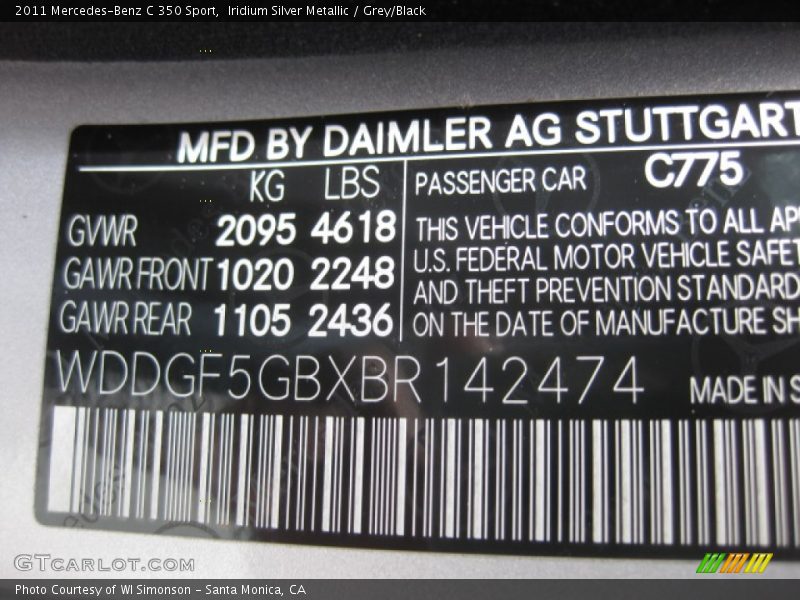 2011 Mercedes-Benz C 350 Sport, Iridium Silver Metallic / Grey/Black
MFD BY DAIMLER AG STUTTGART
KG LBS
GVWR 2095 4618
GAWR FRONT 1020 2248
GAWR REAR 1105 2436
PASSENGER CAR C775
THIS VEHICLE CONFORMS TO ALL AP
U.S. FEDERAL MOTOR VEHICLE SAFET
AND THEFT PREVENTION STANDARD
ON THE DATE OF MANUFACTURE SH
WDDGF5GBXBR142474
MADE IN S
GTcarlot.com
Photo Courtesy of WI Simonson - Santa Monica, CA